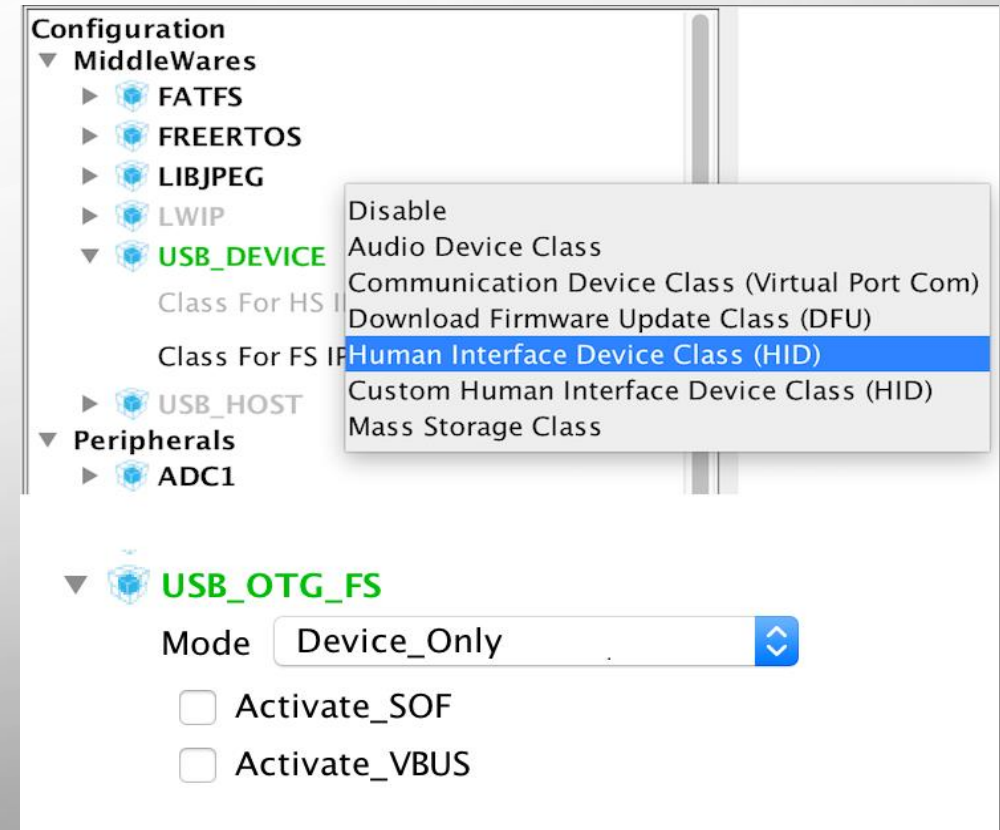 Configuration
MiddleWares
FATFS
FREERTOS
LIBJPEG
LWIP
USB_DEVICE
Class For HS
Class For FS IP
USB_HOST
Peripherals
ADC1
Disable
Audio Device Class
Communication Device Class (Virtual Port Com)
Download Firmware Update Class (DFU)
Human Interface Device Class (HID)
Custom Human Interface Device Class (HID)
Mass Storage Class
USB_OTG_FS
Mode Device_Only
Activate_SOF
Activate_VBUS